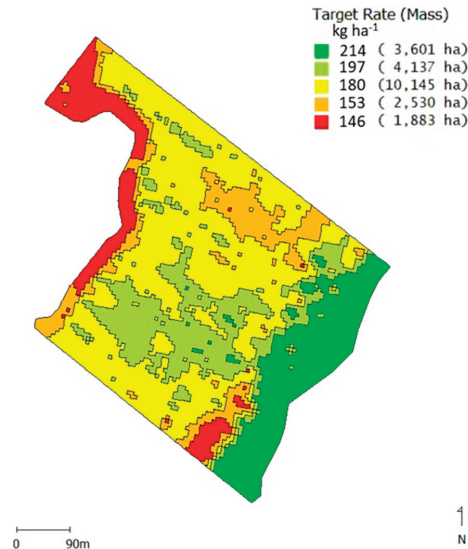 Target Rate (Mass)
kg ha-1
214 ( 3,601 ha)
197 ( 4,137 ha)
180 (10,145 ha)
153 ( 2,530 ha)
146 ( 1,883 ha)
0 90m
N